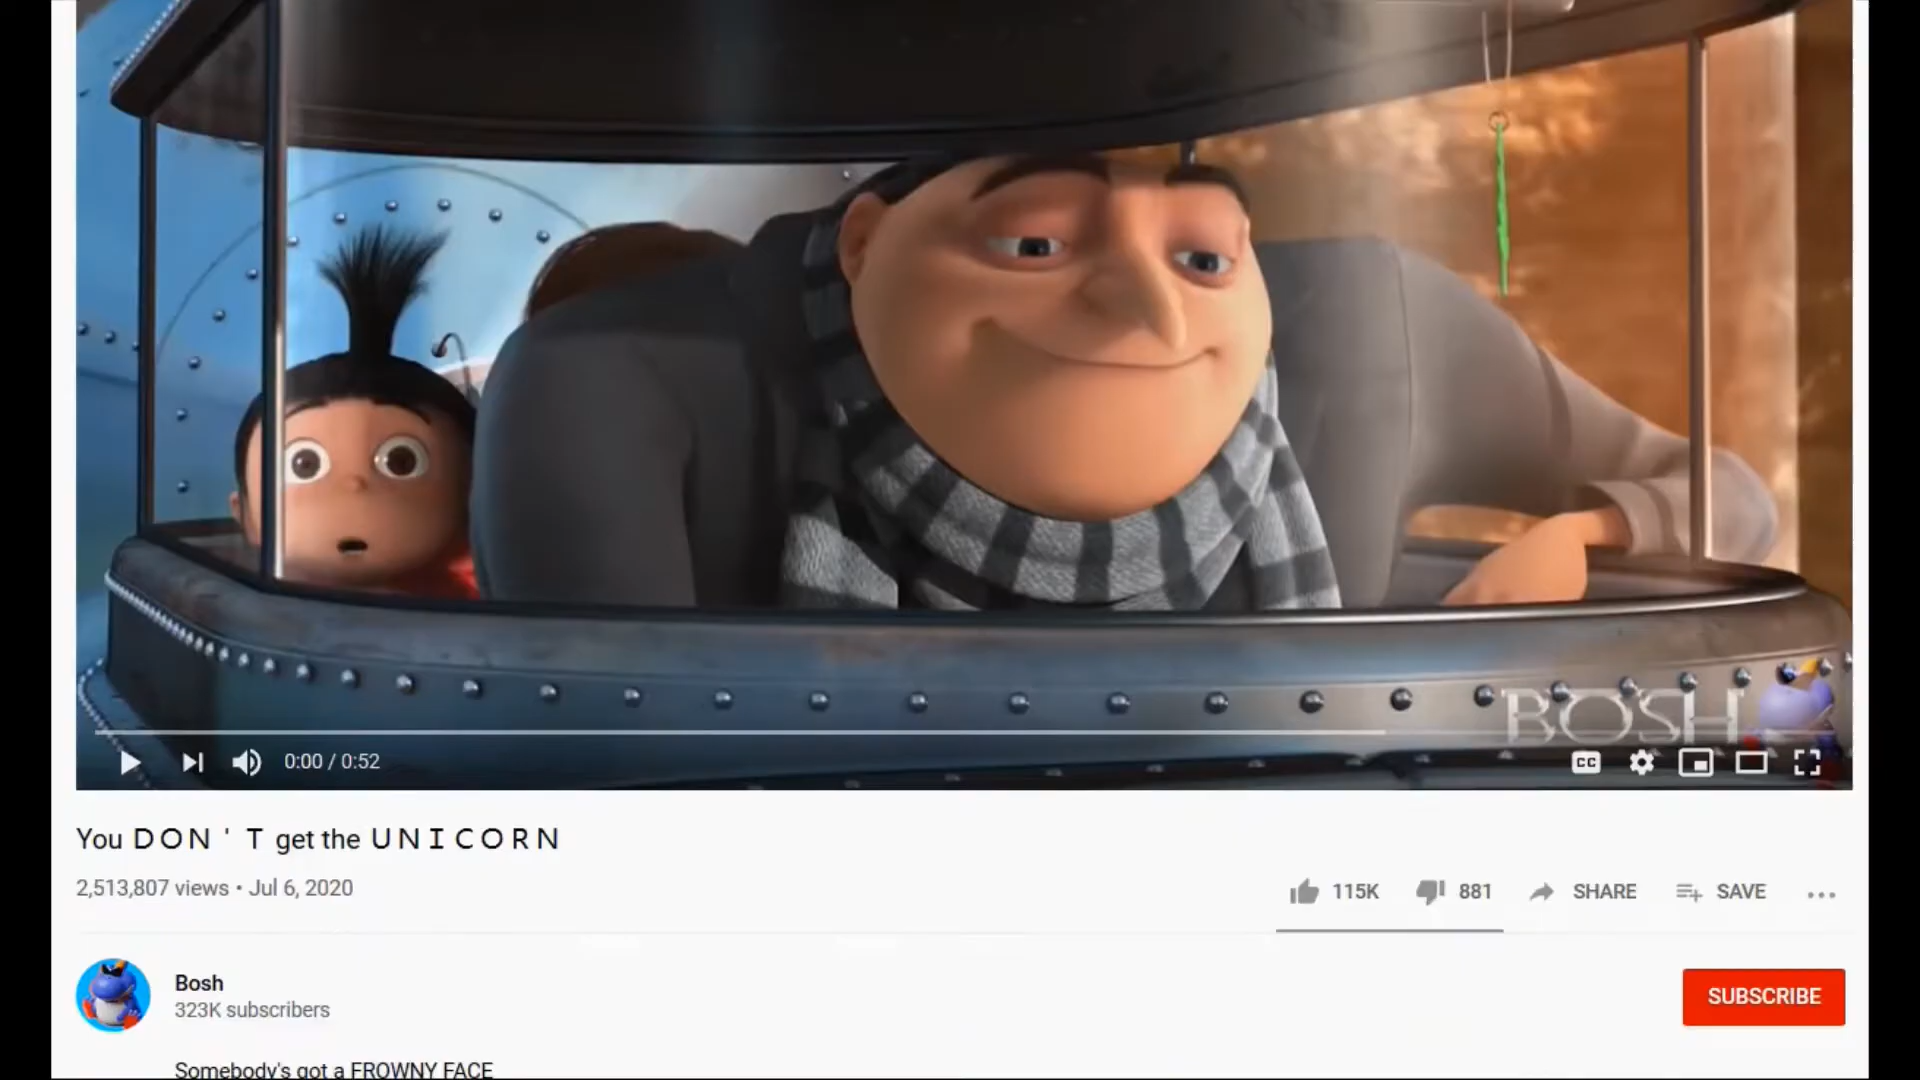 BOSH
0:00 / 0:52
CC
You DON'T get the UNICORN
2,513,807 views • Jul 6, 2020
115K
881
SHARE
SAVE
Bosh
323K subscribers
SUBSCRIBE
Somebody's got a FROWNY FACE